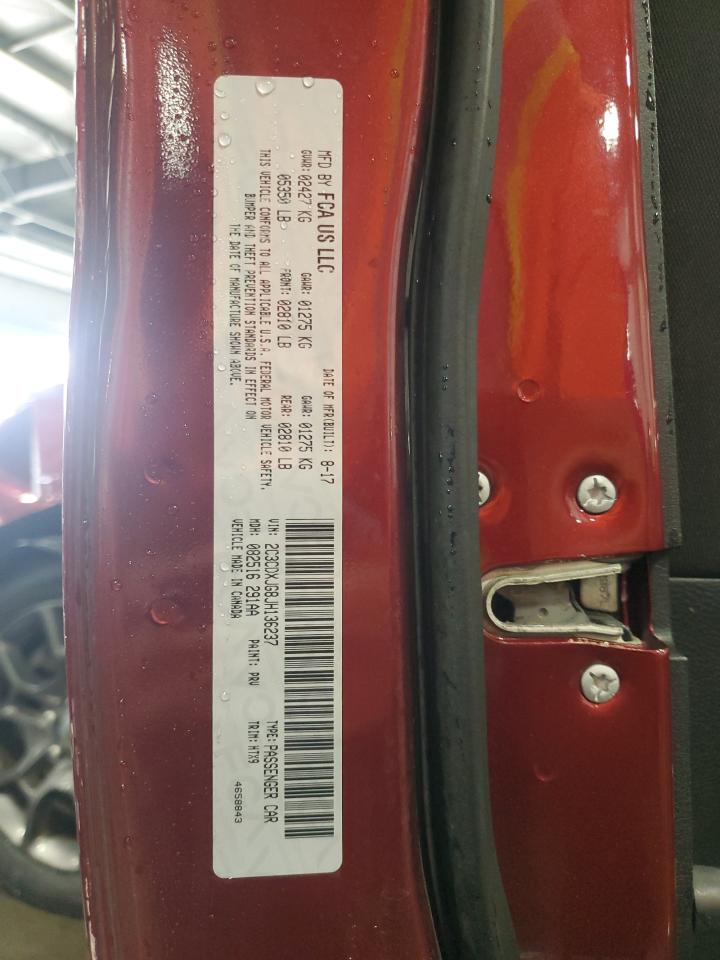 MFD BY FCA US LLC DATE OF MFR(BUILT): 8-17
GVWR: 02427 KG GAWR: 01275 KG GAWR: 01275 KG
05350 LB FRONT: 02810 LB REAR: 02810 LB
THIS VEHICLE CONFORMS TO ALL APPLICABLE U.S.A. FEDERAL MOTOR VEHICLE SAFETY,
BUMPER AND THEFT PREVENTION STANDARDS IN EFFECT ON
THE DATE OF MANUFACTURE SHOWN ABOVE.
VIN: 2C3CDXJG8JH136237 TYPE: PASSENGER CAR
MDH: 082516 291AA PAINT: PRV TRIM: HTX9
VEHICLE MADE IN CANADA 4658843